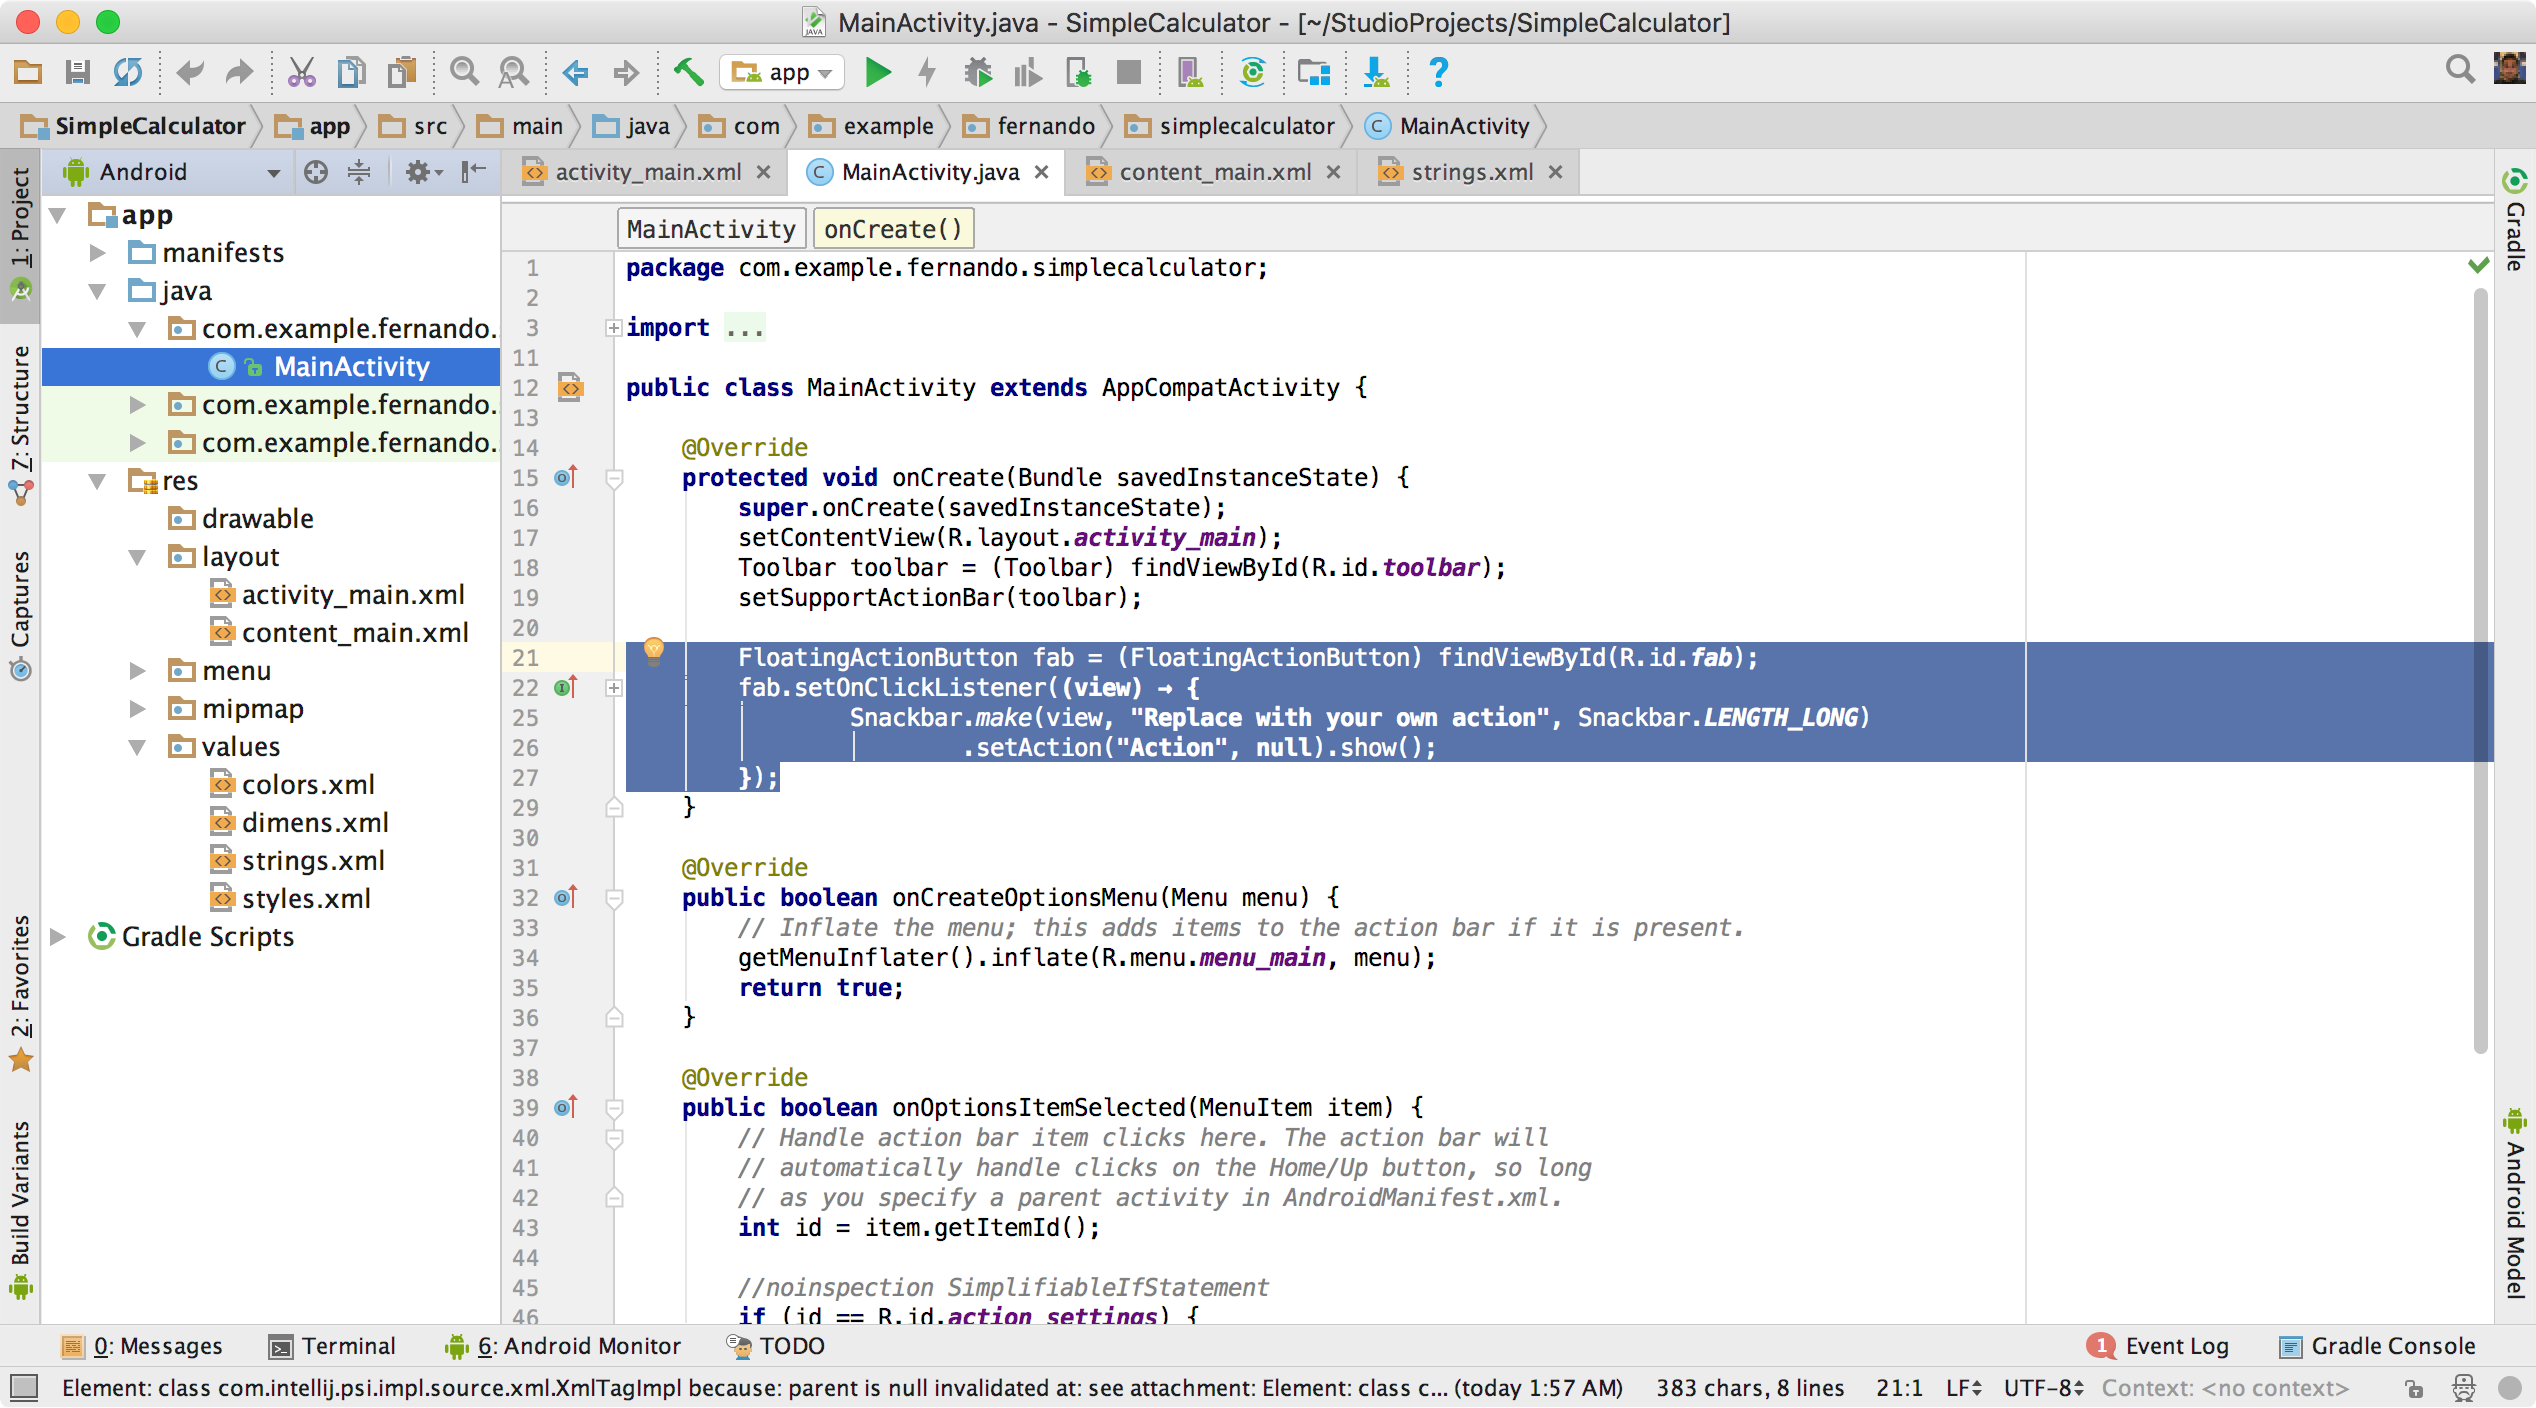 MainActivity.java - SimpleCalculator - [~/StudioProjects/SimpleCalculator]
app
?
SimpleCalculator app src main java com example fernando simplecalculator MainActivity
Android
activity_main.xml MainActivity.java content_main.xml strings.xml
1: Project
7: Structure
Captures
2: Favorites
Build Variants
app
manifests
java
com.example.fernando.
MainActivity
com.example.fernando.
com.example.fernando.
res
drawable
layout
activity_main.xml
content_main.xml
menu
mipmap
values
colors.xml
dimens.xml
strings.xml
styles.xml
Gradle Scripts
MainActivity onCreate()
1 package com.example.fernando.simplecalculator;
2
3 import ...
11
12 public class MainActivity extends AppCompatActivity {
13
14 @Override
15 protected void onCreate(Bundle savedInstanceState) {
16 super.onCreate(savedInstanceState);
17 setContentView(R.layout.activity_main);
18 Toolbar toolbar = (Toolbar) findViewById(R.id.toolbar);
19 setSupportActionBar(toolbar);
20
21 FloatingActionButton fab = (FloatingActionButton) findViewById(R.id.fab);
22 fab.setOnClickListener((view) → {
25 Snackbar.make(view, "Replace with your own action", Snackbar.LENGTH_LONG)
26 .setAction("Action", null).show();
27 });
29 }
30
31 @Override
32 public boolean onCreateOptionsMenu(Menu menu) {
33 // Inflate the menu; this adds items to the action bar if it is present.
34 getMenuInflater().inflate(R.menu.menu_main, menu);
35 return true;
36 }
37
38 @Override
39 public boolean onOptionsItemSelected(MenuItem item) {
40 // Handle action bar item clicks here. The action bar will
41 // automatically handle clicks on the Home/Up button, so long
42 // as you specify a parent activity in AndroidManifest.xml.
43 int id = item.getItemId();
44
45 //noinspection SimplifiableIfStatement
46 if (id == R.id.action_settings) {
Gradle
Android Model
0: Messages Terminal 6: Android Monitor TODO 1 Event Log Gradle Console
Element: class com.intellij.psi.impl.source.xml.XmlTagImpl because: parent is null invalidated at: see attachment: Element: class c... (today 1:57 AM) 383 chars, 8 lines 21:1 LF UTF-8 Context: <no context>